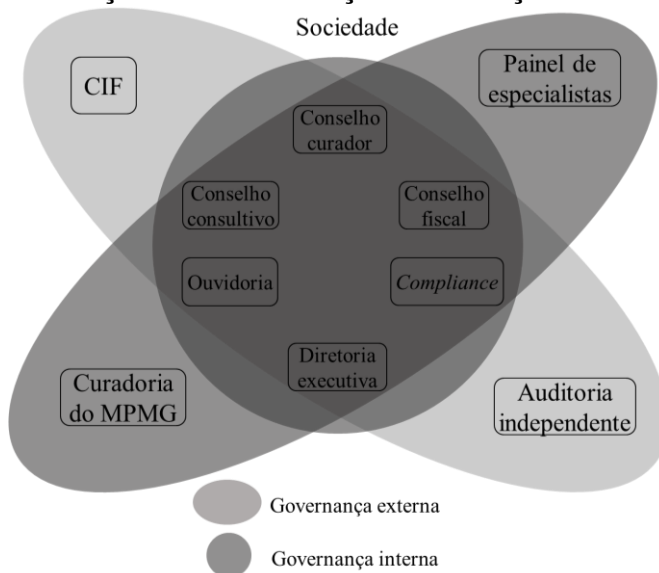 Sociedade
CIF
Painel de
especialistas
Conselho
curador
Conselho
consultivo
Conselho
fiscal
Ouvidoria
Compliance
Diretoria
executiva
Curadoria
do MPMG
Auditoria
independente
Governança externa
Governança interna